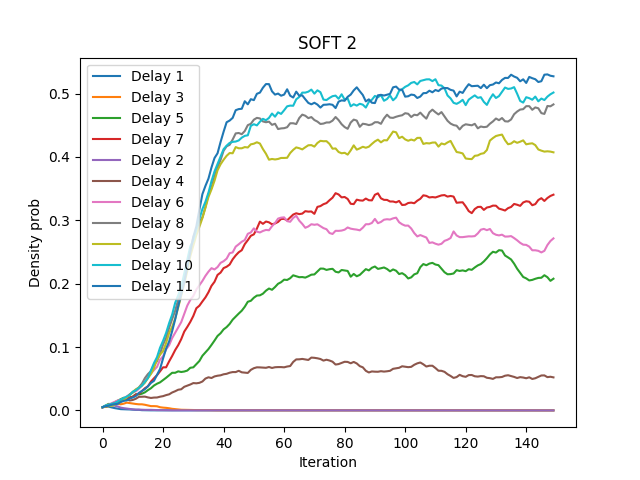 SOFT 2
Density prob
0.5
0.4
0.3
0.2
0.1
0.0
Delay 1
Delay 3
Delay 5
Delay 7
Delay 2
Delay 4
Delay 6
Delay 8
Delay 9
Delay 10
Delay 11
0 20 40 60 80 100 120 140
Iteration